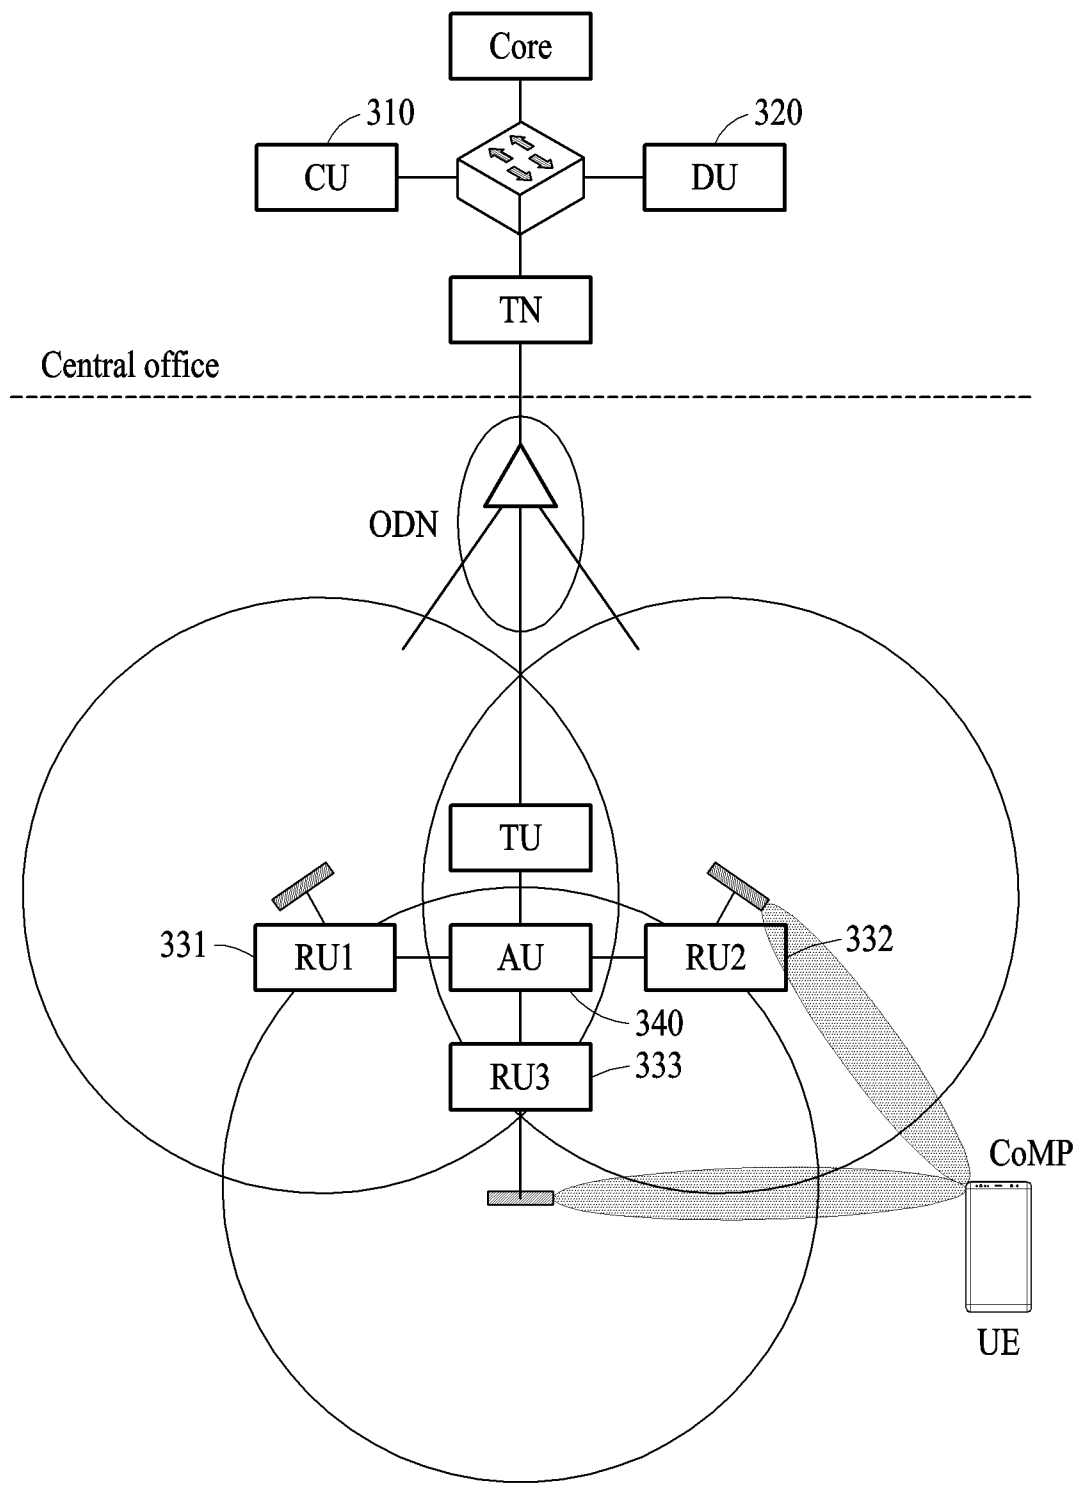 Core
310
320
CU
DU
TN
Central office
ODN
TU
331
RU1
AU
RU2
332
340
RU3
333
CoMP
UE